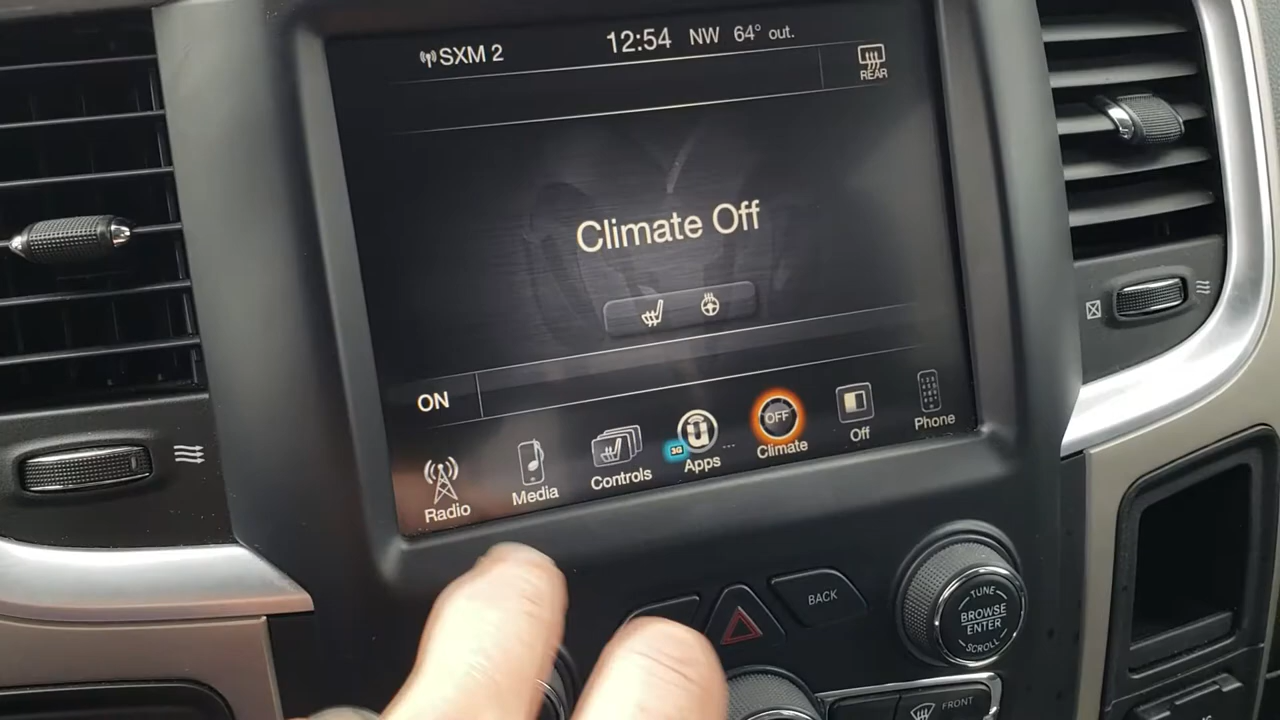 SXM 2
12:54 NW 64° out.
REAR
Climate Off
ON
Radio
Media
Controls
3G
Apps
OFF
Climate
Off
Phone
BACK
TUNE
BROWSE
ENTER
SCROLL
FRONT